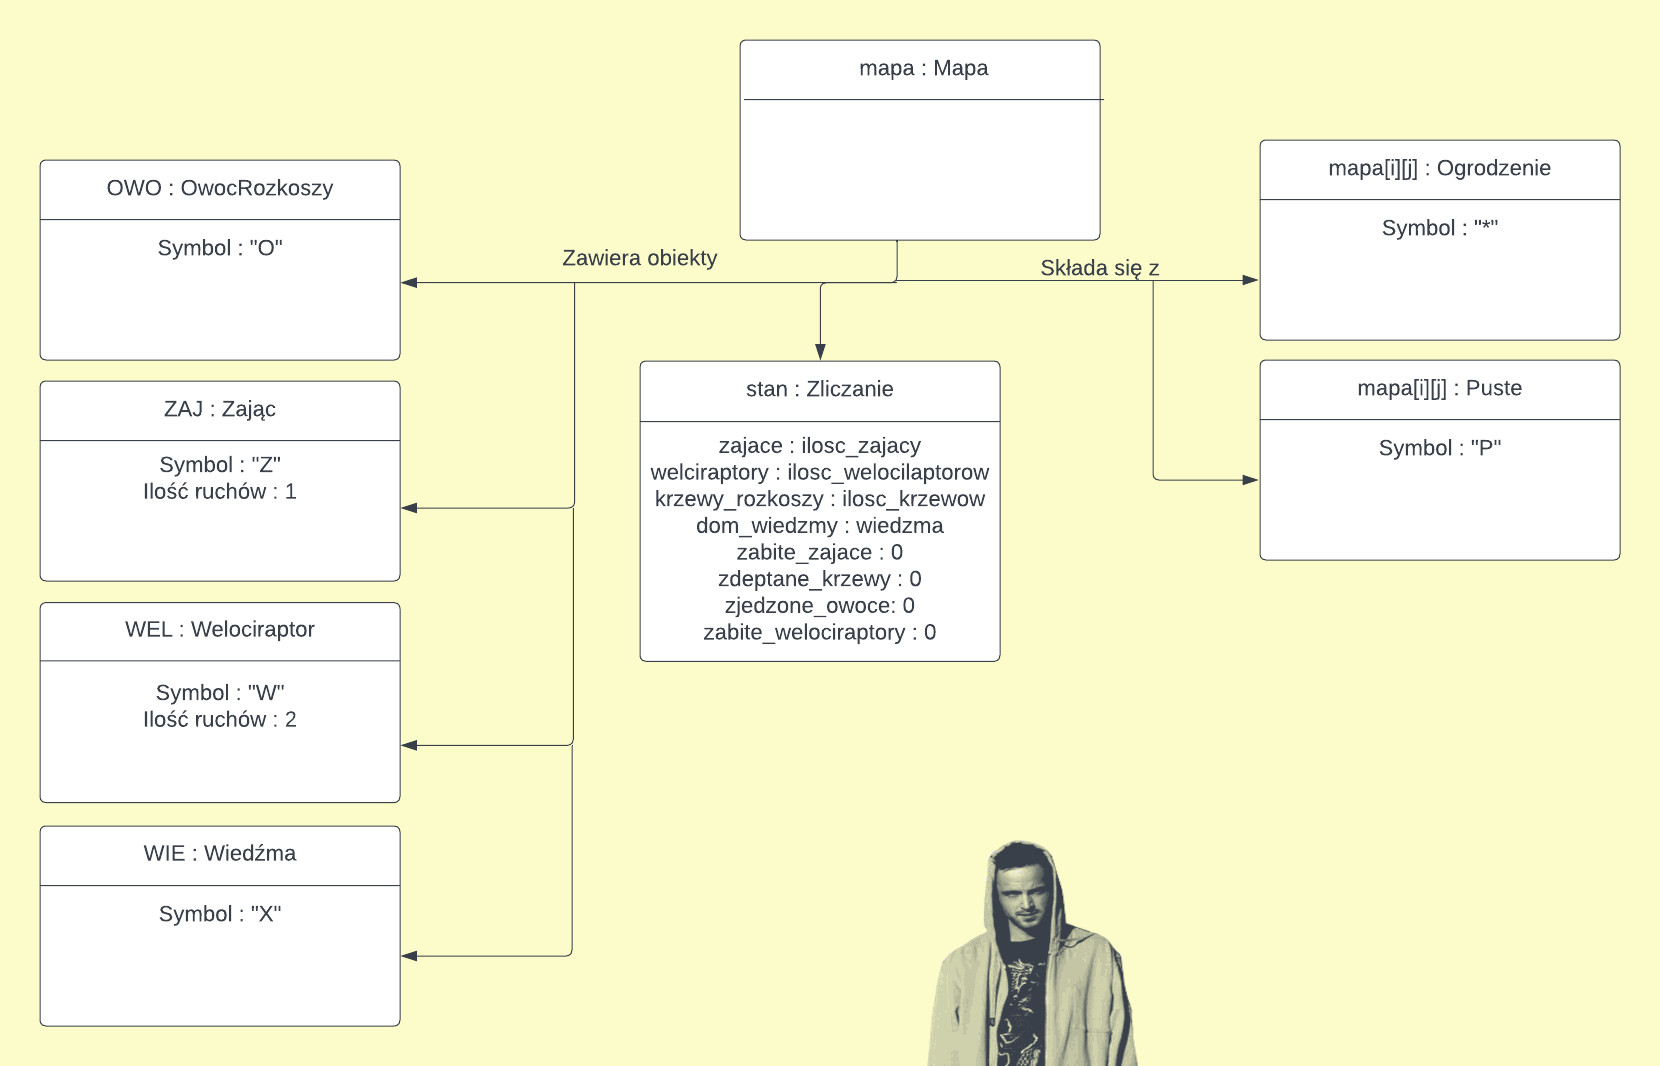 mapa : Mapa
OWO : OwocRozkoszy
Symbol : "O"
Zawiera obiekty
Składa się z
mapa[i][j] : Ogrodzenie
Symbol : "*"
mapa[i][j] : Puste
Symbol : "P"
ZAJ : Zając
Symbol : "Z"
Ilość ruchów : 1
stan : Zliczanie
zajace : ilosc_zajacy
welciraptory : ilosc_welocilaptorow
krzewy_rozkoszy : ilosc_krzewow
dom_wiedzmy : wiedzma
zabite_zajace : 0
zdeptane_krzewy : 0
zjedzone_owoce: 0
zabite_welociraptory : 0
WEL : Welociraptor
Symbol : "W"
Ilość ruchów : 2
WIE : Wiedźma
Symbol : "X"